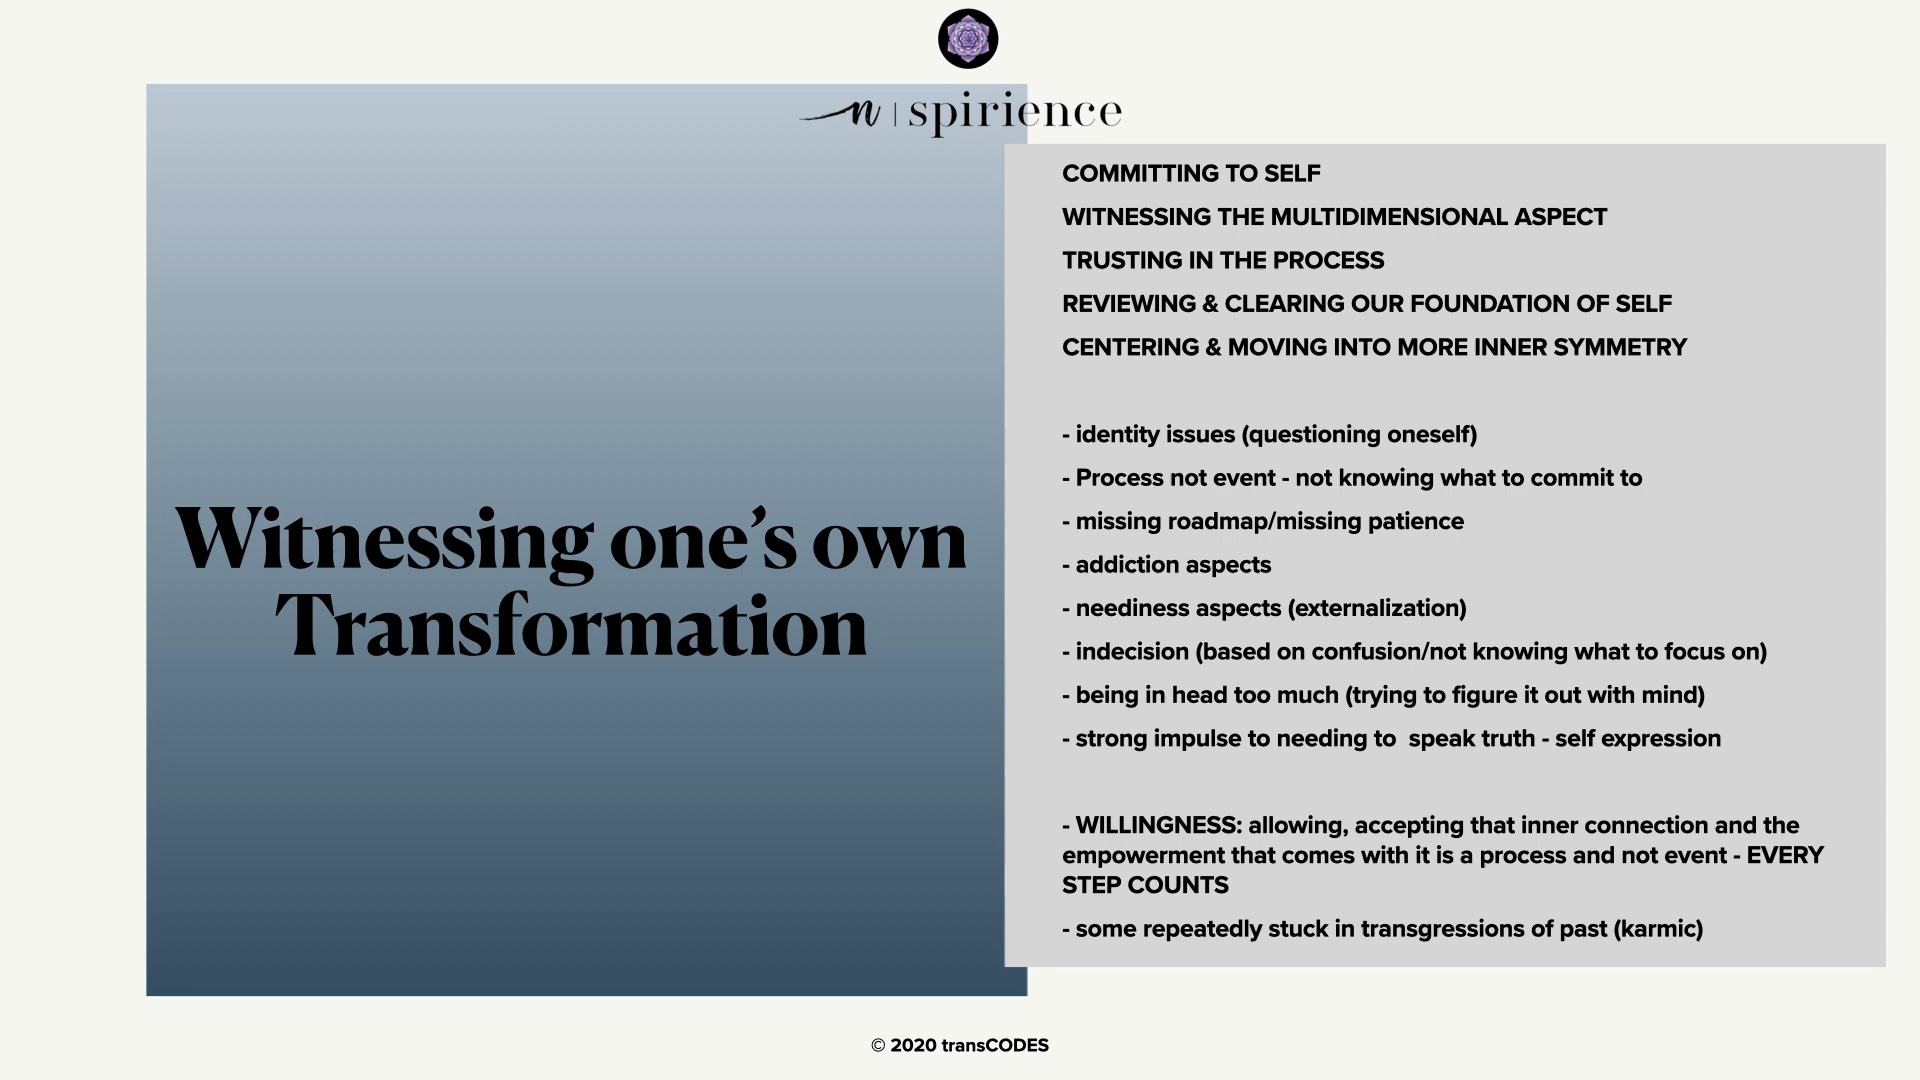 n | spirience
Witnessing one’s own
Transformation
COMMITTING TO SELF
WITNESSING THE MULTIDIMENSIONAL ASPECT
TRUSTING IN THE PROCESS
REVIEWING & CLEARING OUR FOUNDATION OF SELF
CENTERING & MOVING INTO MORE INNER SYMMETRY
- identity issues (questioning oneself)
- Process not event - not knowing what to commit to
- missing roadmap/missing patience
- addiction aspects
- neediness aspects (externalization)
- indecision (based on confusion/not knowing what to focus on)
- being in head too much (trying to figure it out with mind)
- strong impulse to needing to  speak truth - self expression
- WILLINGNESS: allowing, accepting that inner connection and the
empowerment that comes with it is a process and not event - EVERY
STEP COUNTS
- some repeatedly stuck in transgressions of past (karmic)
© 2020 transCODES